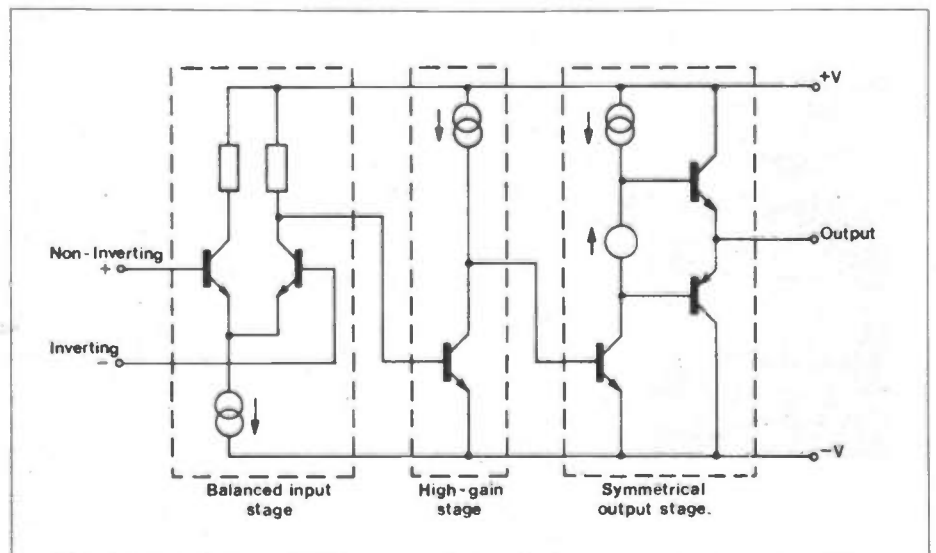 +V
Non-Inverting
+
Output
Inverting
-
-V
Balanced input
stage
High-gain
stage
Symmetrical
output stage.